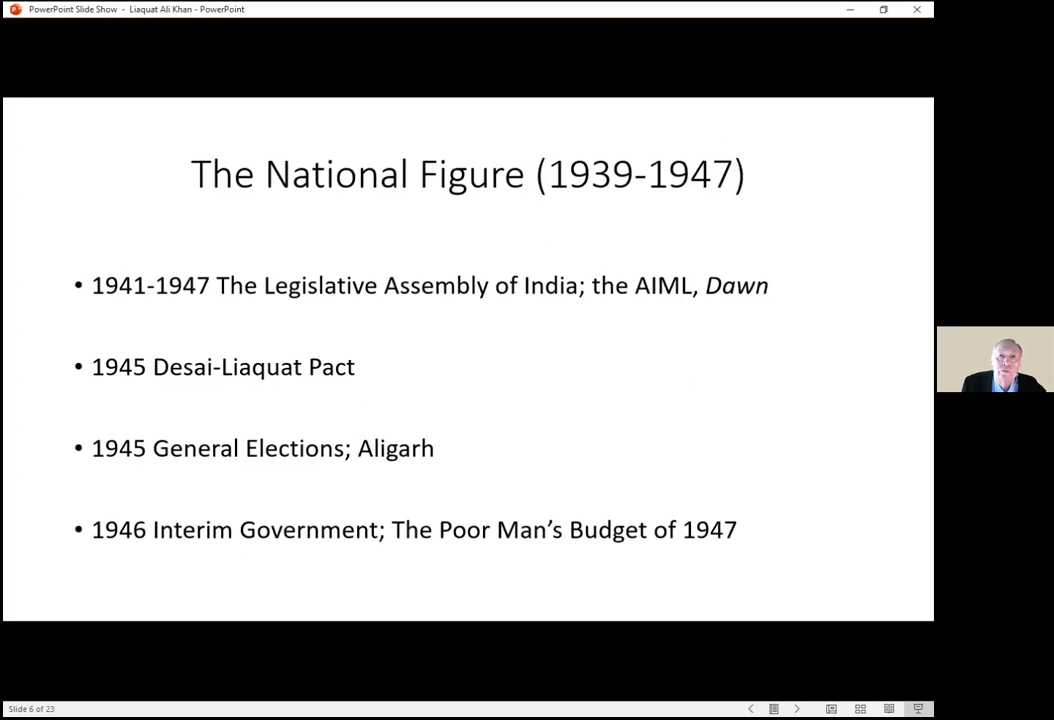 PowerPoint Slide Show - Liaquat Ali Khan - PowerPoint
The National Figure (1939-1947)
• 1941-1947 The Legislative Assembly of India; the AIML, Dawn
• 1945 Desai-Liaquat Pact
• 1945 General Elections; Aligarh
• 1946 Interim Government; The Poor Man’s Budget of 1947
Slide 6 of 23